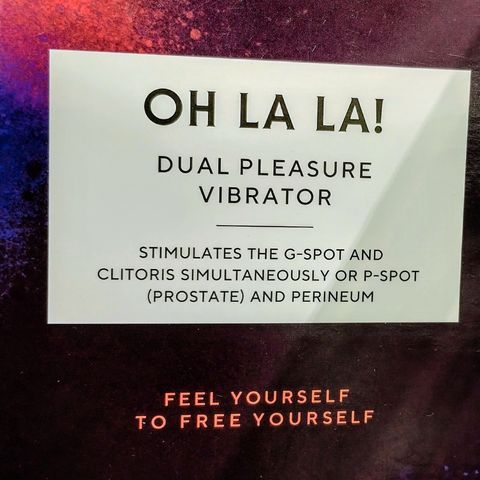 OH LA LA!
DUAL PLEASURE
VIBRATOR
STIMULATES THE G-SPOT AND
CLITORIS SIMULTANEOUSLY OR P-SPOT
(PROSTATE) AND PERINEUM
FEEL YOURSELF
TO FREE YOURSELF